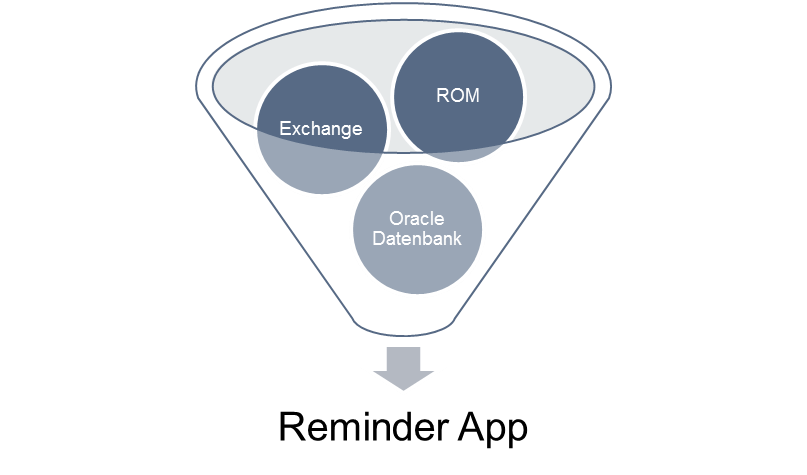 ROM
Exchange
Oracle
Datenbank
Reminder App